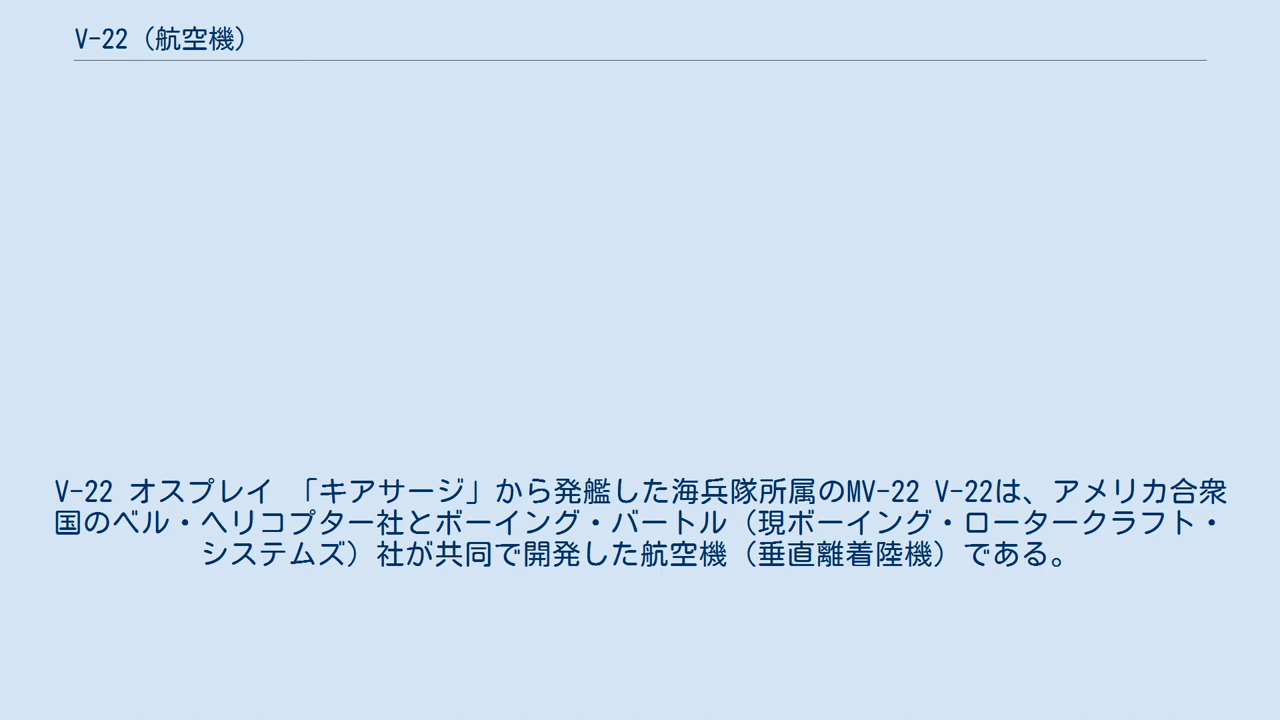 V-22（航空機）
V-22 オスプレイ 「キアサージ」から発艦した海兵隊所属のMV-22 V-22は、アメリカ合衆
国のベル・ヘリコプター社とボーイング・バートル（現ボーイング・ロータークラフト・
システムズ）社が共同で開発した航空機（垂直離着陸機）である。